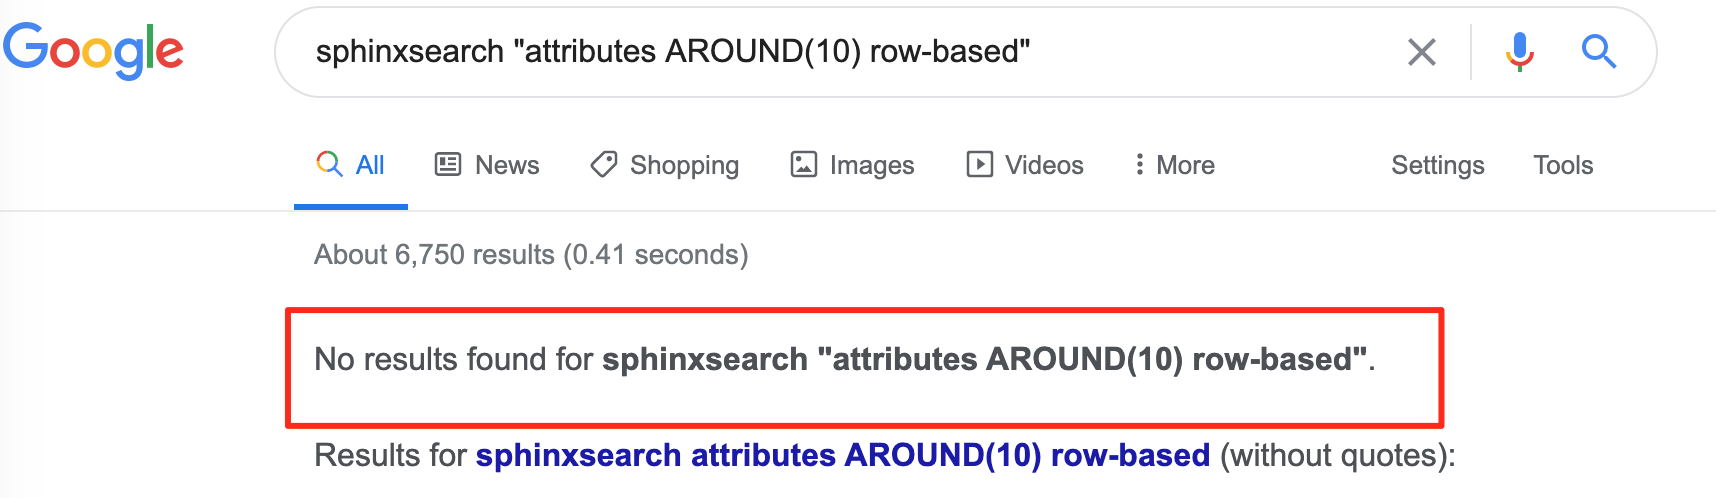 Google
sphinxsearch "attributes AROUND(10) row-based"
All News Shopping Images Videos More Settings Tools
About 6,750 results (0.41 seconds)
No results found for sphinxsearch "attributes AROUND(10) row-based".
Results for sphinxsearch attributes AROUND(10) row-based (without quotes):